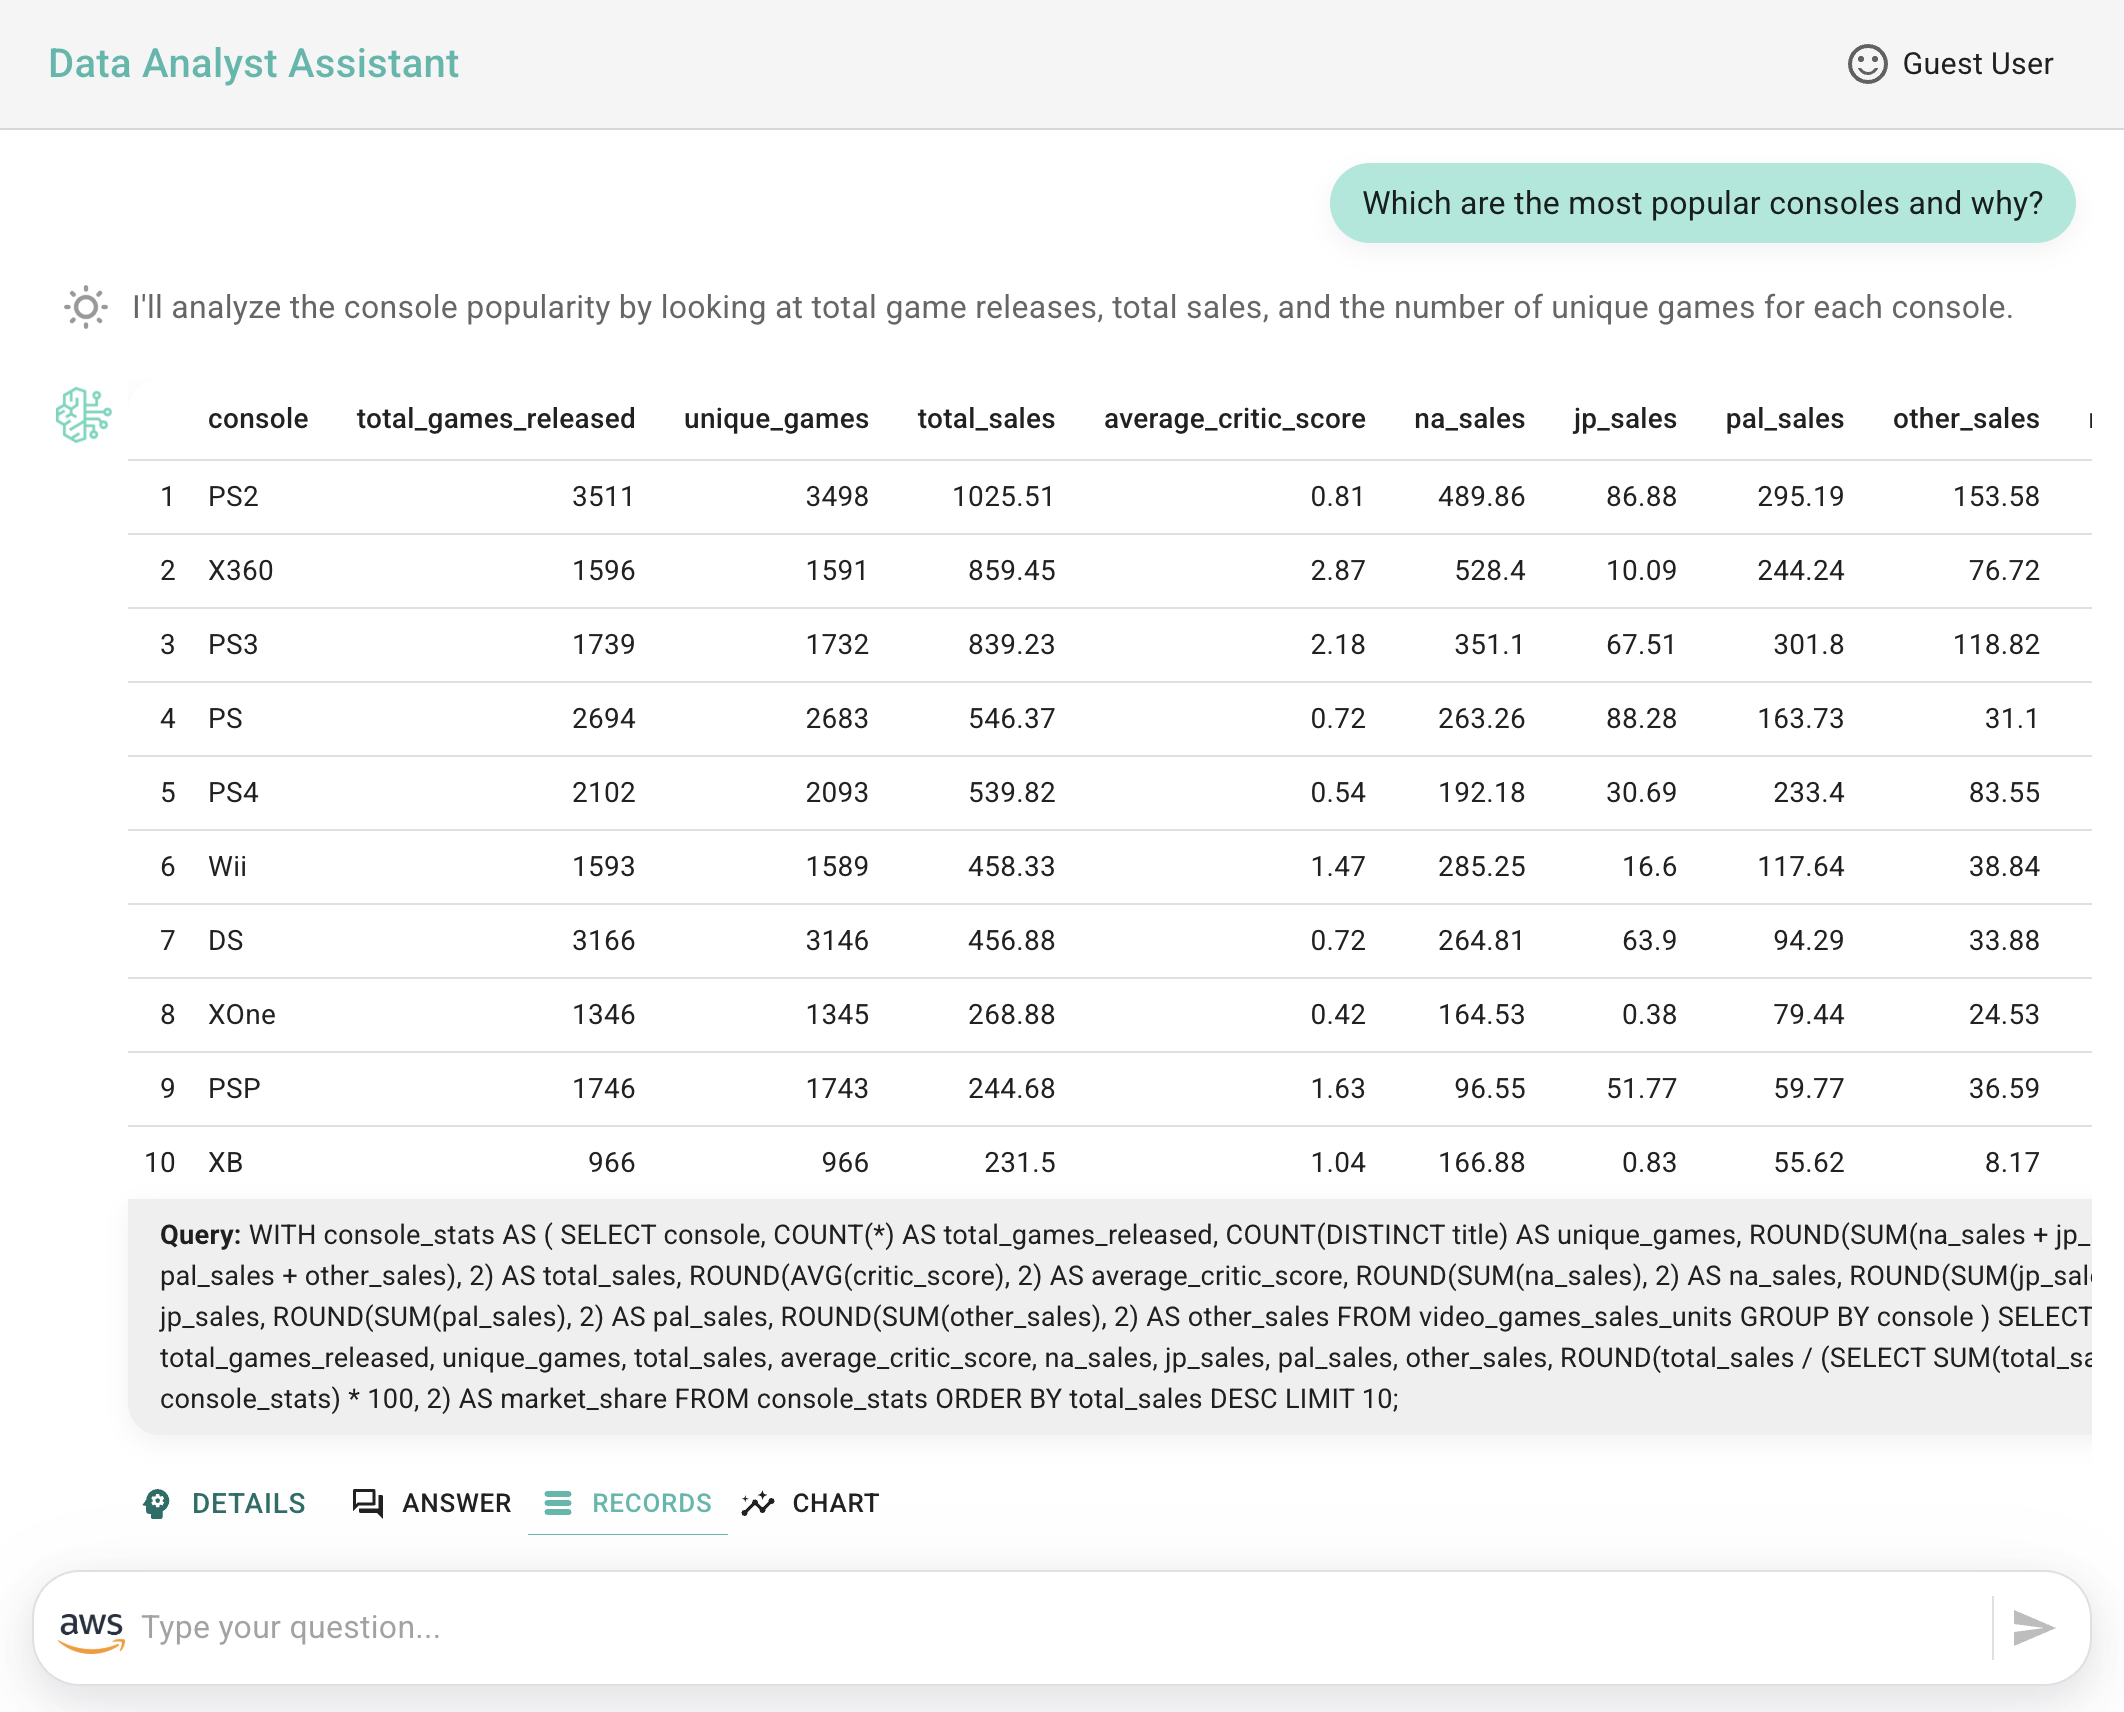 Data Analyst Assistant
Guest User
Which are the most popular consoles and why?
I'll analyze the console popularity by looking at total game releases, total sales, and the number of unique games for each console.
console total_games_released unique_games total_sales average_critic_score na_sales jp_sales pal_sales other_sales
1 PS2 3511 3498 1025.51 0.81 489.86 86.88 295.19 153.58
2 X360 1596 1591 859.45 2.87 528.4 10.09 244.24 76.72
3 PS3 1739 1732 839.23 2.18 351.1 67.51 301.8 118.82
4 PS 2694 2683 546.37 0.72 263.26 88.28 163.73 31.1
5 PS4 2102 2093 539.82 0.54 192.18 30.69 233.4 83.55
6 Wii 1593 1589 458.33 1.47 285.25 16.6 117.64 38.84
7 DS 3166 3146 456.88 0.72 264.81 63.9 94.29 33.88
8 XOne 1346 1345 268.88 0.42 164.53 0.38 79.44 24.53
9 PSP 1746 1743 244.68 1.63 96.55 51.77 59.77 36.59
10 XB 966 966 231.5 1.04 166.88 0.83 55.62 8.17
Query: WITH console_stats AS ( SELECT console, COUNT(*) AS total_games_released, COUNT(DISTINCT title) AS unique_games, ROUND(SUM(na_sales + jp_
pal_sales + other_sales), 2) AS total_sales, ROUND(AVG(critic_score), 2) AS average_critic_score, ROUND(SUM(na_sales), 2) AS na_sales, ROUND(SUM(jp_sal
jp_sales, ROUND(SUM(pal_sales), 2) AS pal_sales, ROUND(SUM(other_sales), 2) AS other_sales FROM video_games_sales_units GROUP BY console ) SELECT
total_games_released, unique_games, total_sales, average_critic_score, na_sales, jp_sales, pal_sales, other_sales, ROUND(total_sales / (SELECT SUM(total_sa
console_stats) * 100, 2) AS market_share FROM console_stats ORDER BY total_sales DESC LIMIT 10;
DETAILS ANSWER RECORDS CHART
aws Type your question...